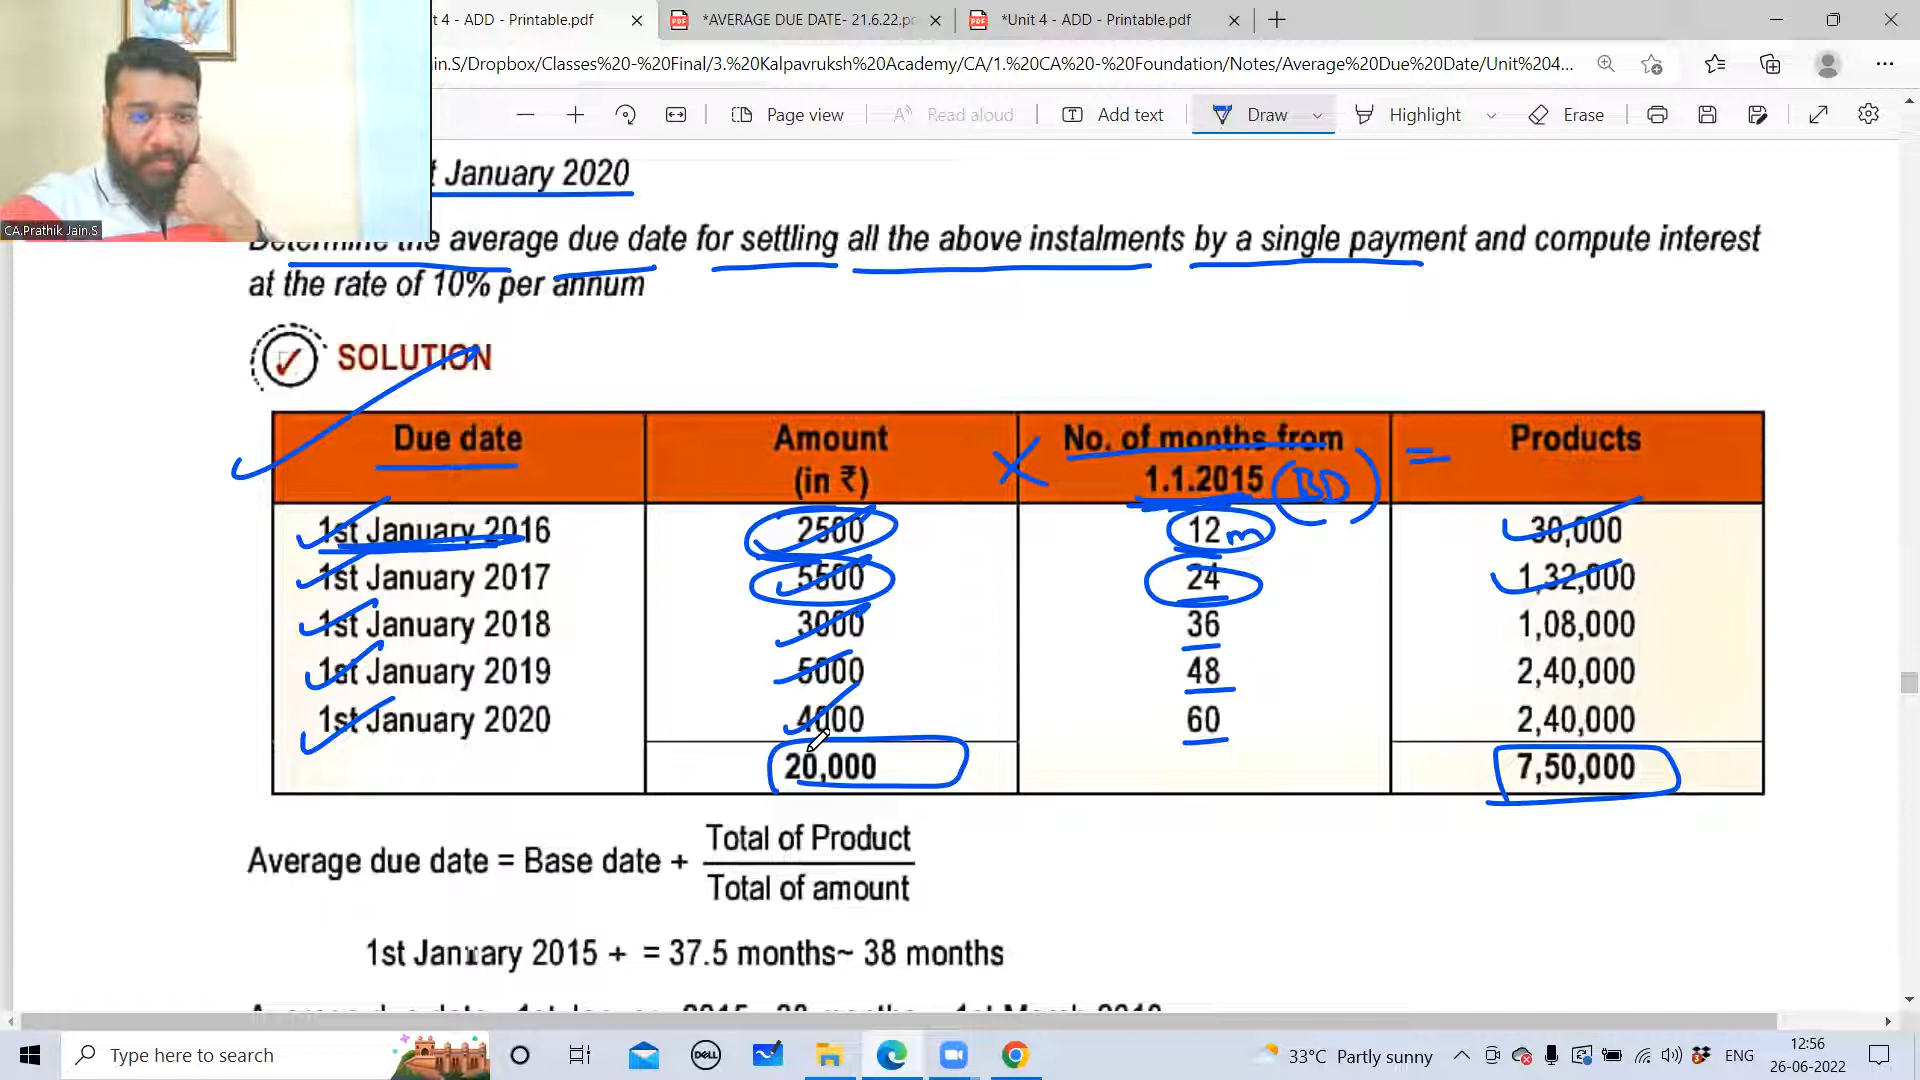 t 4 - ADD - Printable.pdf
*AVERAGE DUE DATE- 21.6.22.p
*Unit 4 - ADD - Printable.pdf
in.S/Dropbox/Classes%20-%20Final/3.%20Kalpavruksh%20Academy/CA/1.%20CA%20-%20Foundation/Notes/Average%20Due%20Date/Unit%204...
Page view
Read aloud
Add text
Draw
Highlight
Erase
CA.Prathik Jain.S
t January 2020
Determine the average due date for settling all the above instalments by a single payment and compute interest
at the rate of 10% per annum
SOLUTION
Due date Amount (in ₹) × No. of months from 1.1.2015 (BD) = Products
1st January 2016 2500 12 m 30,000
1st January 2017 5500 24 1,32,000
1st January 2018 3000 36 1,08,000
1st January 2019 5000 48 2,40,000
1st January 2020 4000 60 2,40,000
20,000 7,50,000
Average due date = Base date + Total of Product
Total of amount
1st January 2015 + = 37.5 months~ 38 months
Type here to search
33°C Partly sunny
ENG
12:56
26-06-2022